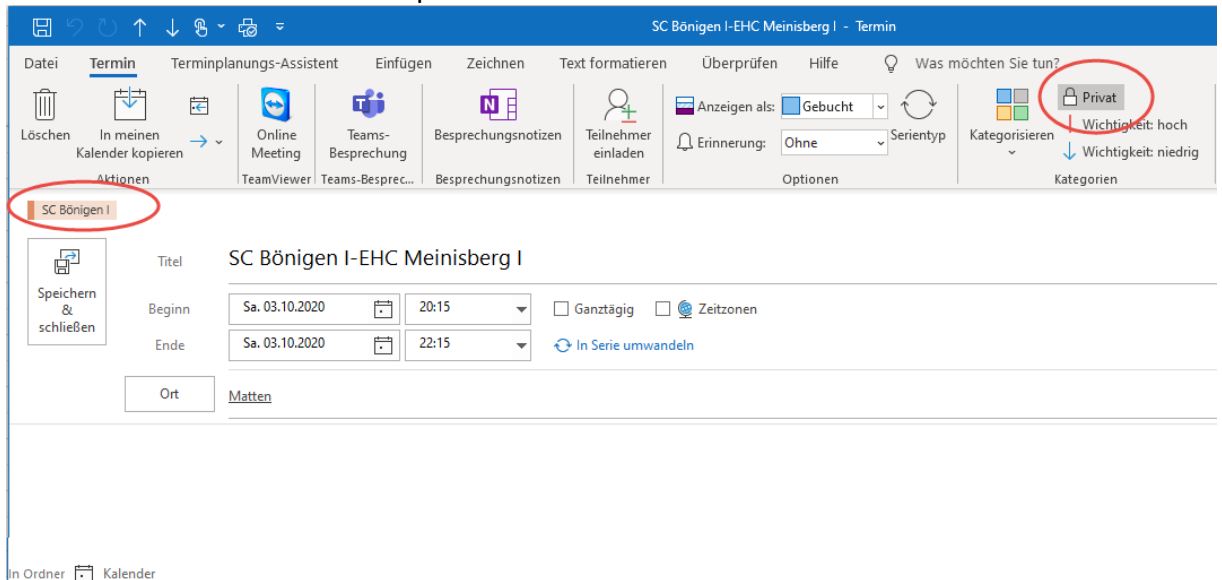 SC Bönigen I-EHC Meinisberg I - Termin
Datei Termin Terminplanungs-Assistent Einfügen Zeichnen Text formatieren Überprüfen Hilfe Was möchten Sie tun?
Löschen
In meinen
Kalender kopieren
Aktionen
Online
Meeting
TeamViewer
Teams-
Besprechung
Teams-Besprec...
Besprechungsnotizen
Besprechungsnotizen
Teilnehmer
einladen
Teilnehmer
Anzeigen als: Gebucht
Erinnerung: Ohne
Serientyp
Optionen
Kategorisieren
Privat
Wichtigkeit: hoch
Wichtigkeit: niedrig
Kategorien
SC Bönigen I
Speichern
&
schließen
Titel SC Bönigen I-EHC Meinisberg I
Beginn Sa. 03.10.2020 20:15 Ganztägig Zeitzonen
Ende Sa. 03.10.2020 22:15 In Serie umwandeln
Ort Matten
In Ordner Kalender